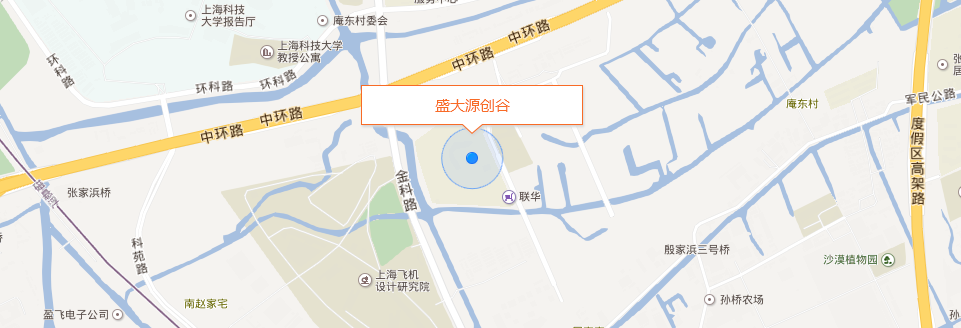 上海科技
大学报告厅
庵东村委会
上海科技大学
教授公寓
环科路
环科路
环科路
中环路
中环路
中环路
中环路
盛大源创谷
庵东村
军民公路
度假区高架路
张家浜桥
金科路
联华
科苑路
上海飞机
设计研究院
殷家浜三号桥
沙漠植物园
南赵家宅
盈飞电子公司
孙桥农场